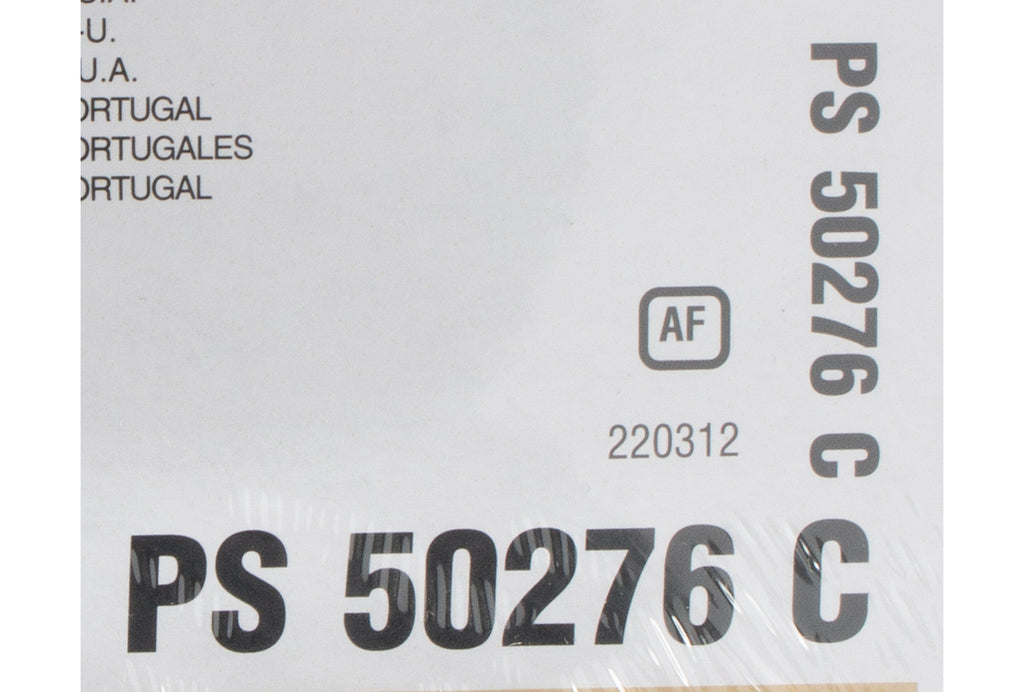 -U.
U.A.
ORTUGAL
ORTUGALES
ORTUGAL
PS 50276 C
AF
220312
PS 50276 C